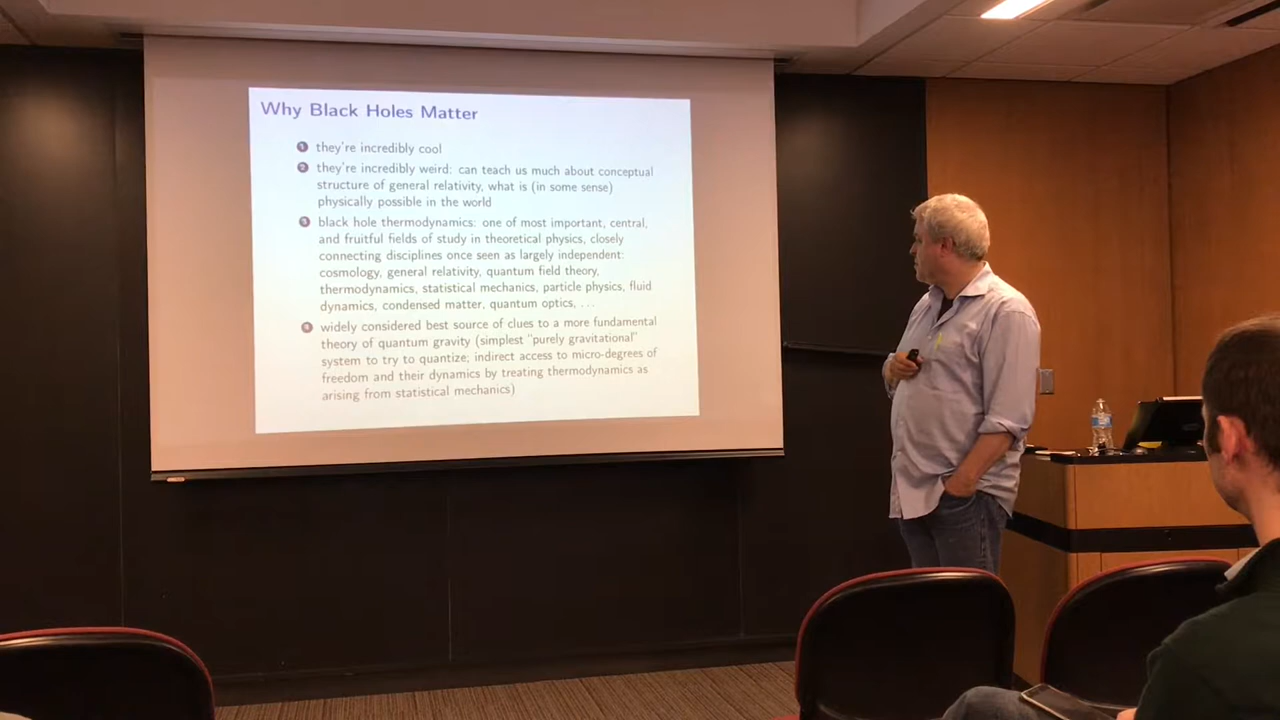 Why Black Holes Matter
1 they're incredibly cool
2 they're incredibly weird: can teach us much about conceptual
structure of general relativity, what is (in some sense)
physically possible in the world
3 black hole thermodynamics: one of most important, central,
and fruitful fields of study in theoretical physics, closely
connecting disciplines once seen as largely independent:
cosmology, general relativity, quantum field theory,
thermodynamics, statistical mechanics, particle physics, fluid
dynamics, condensed matter, quantum optics, ...
4 widely considered best source of clues to a more fundamental
theory of quantum gravity (simplest "purely gravitational"
system to try to quantize; indirect access to micro-degrees of
freedom and their dynamics by treating thermodynamics as
arising from statistical mechanics)